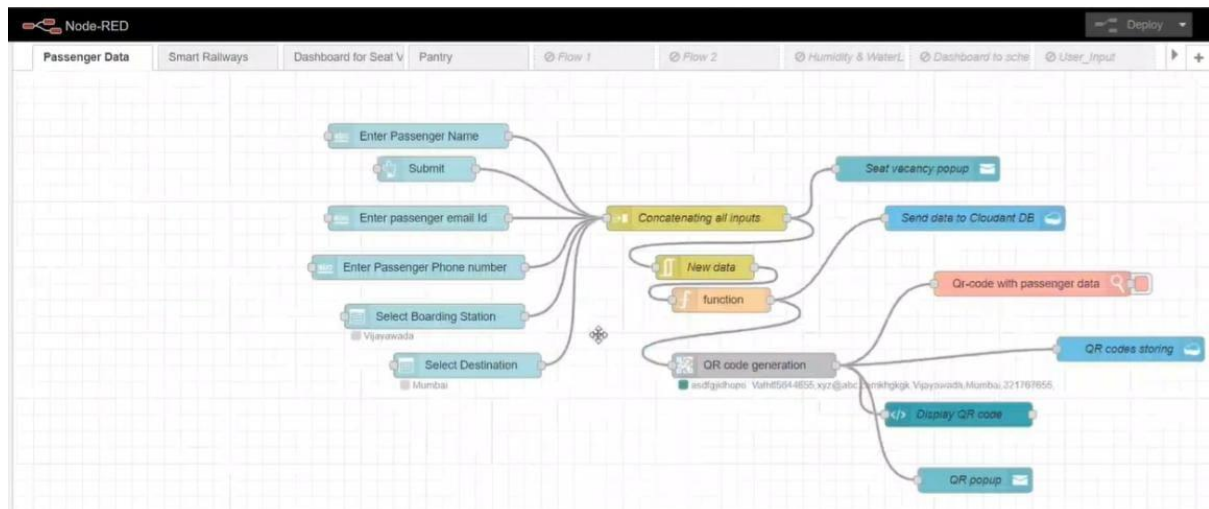 Node-RED
Deploy
Passenger Data
Smart Railways
Dashboard for Seat V
Pantry
Flow 1
Flow 2
Humidity & WaterL
Dashboard to sche
User_Input
Enter Passenger Name
Submit
Seat vacancy popup
Enter passenger email Id
Concatenating all inputs
Send data to Cloudant DB
Enter Passenger Phone number
New data
Qr-code with passenger data
function
Select Boarding Station
Vijayawada
QR codes storing
Select Destination
QR code generation
Mumbai
Vijayawada,Mumbai,
Display QR code
QR popup